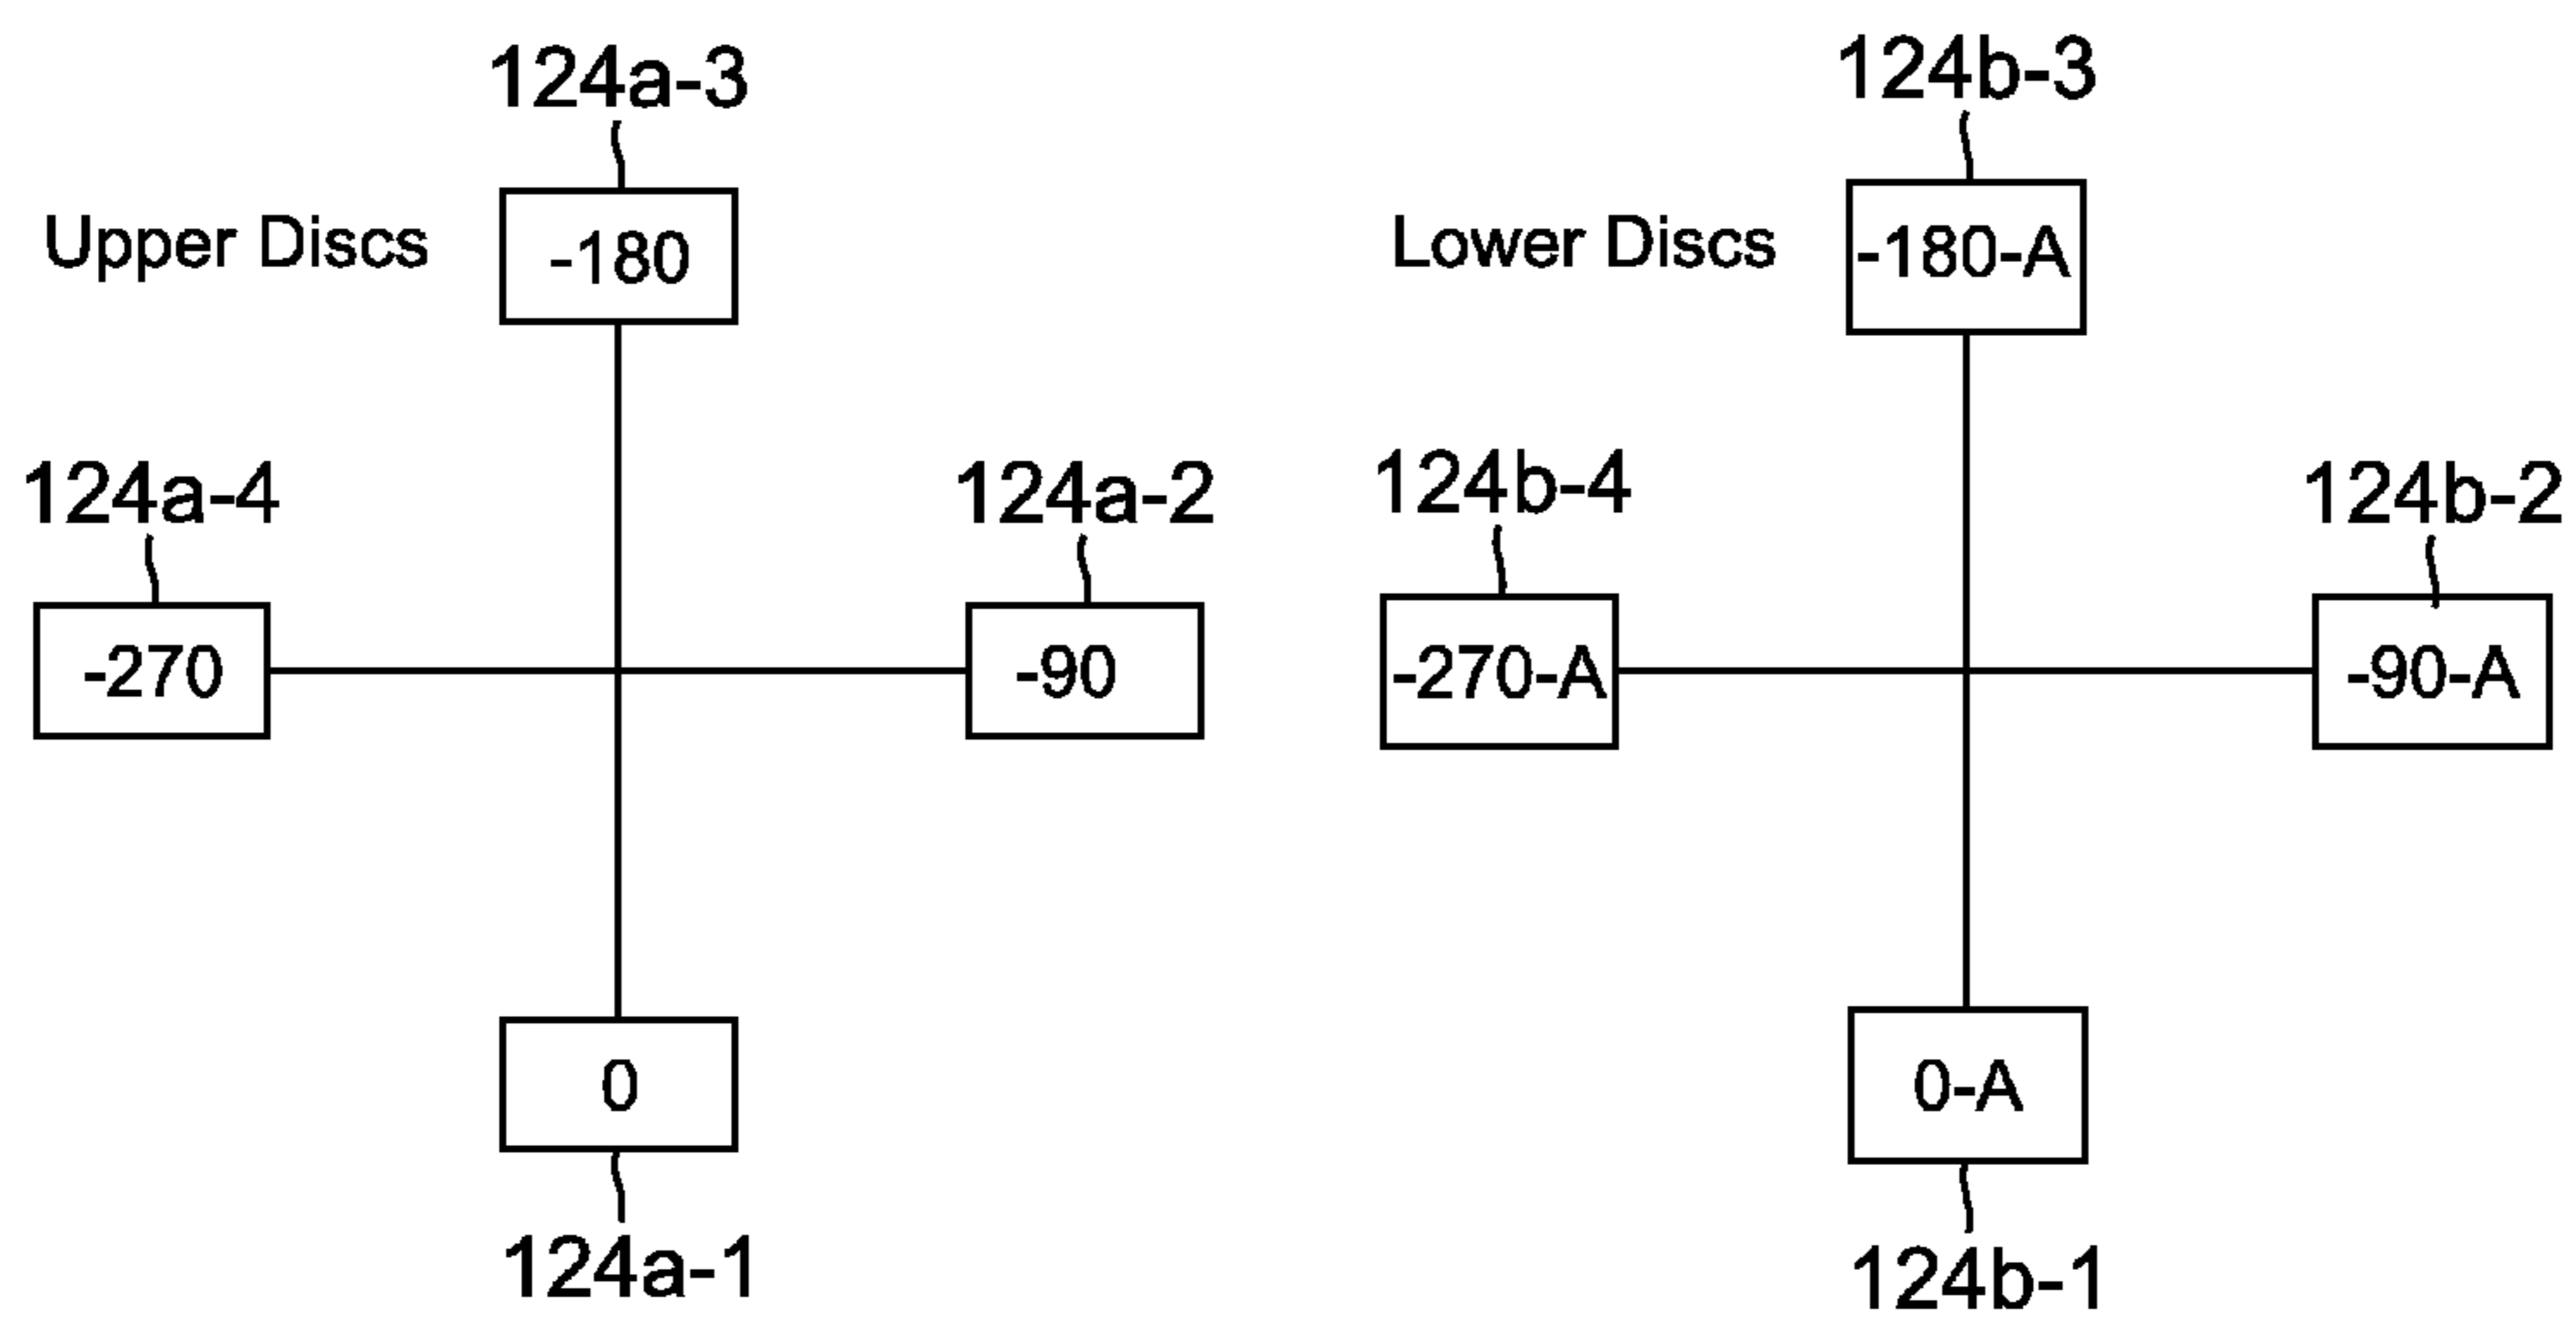 124a-3
Upper Discs
-180
124a-4
124a-2
-270
-90
0
124a-1
124b-3
Lower Discs
-180-A
124b-4
124b-2
-270-A
-90-A
0-A
124b-1